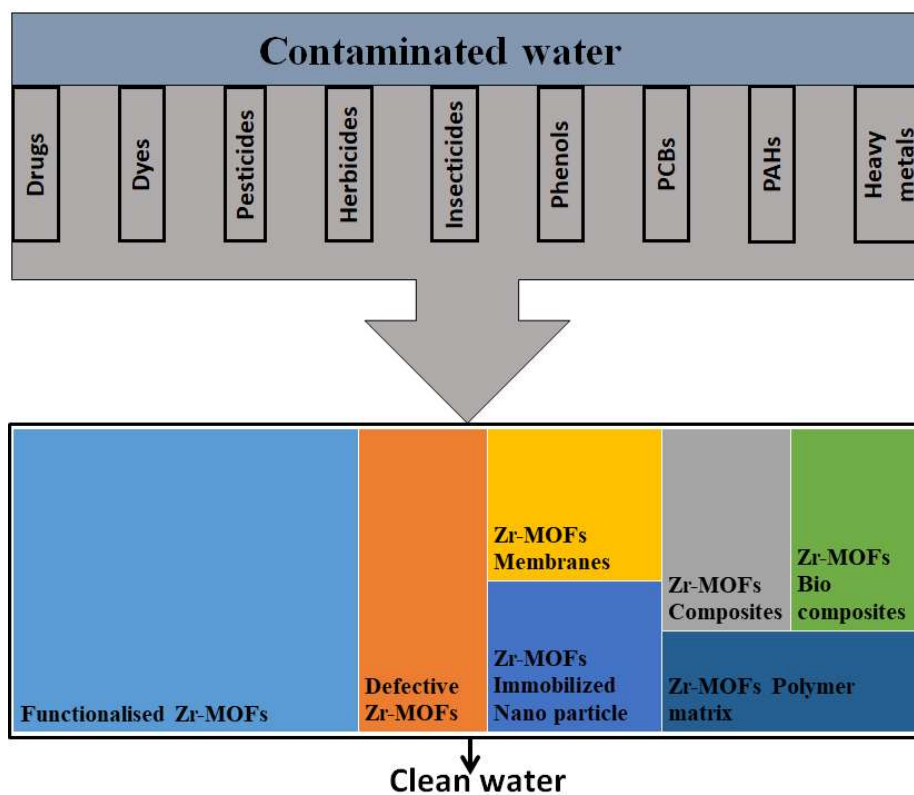 Contaminated water
Drugs
Dyes
Pesticides
Herbicides
Insecticides
Phenols
PCBs
PAHs
Heavy
metals
Functionalised Zr-MOFs
Defective
Zr-MOFs
Zr-MOFs
Membranes
Zr-MOFs
Immobilized
Nano particle
Zr-MOFs
Composites
Zr-MOFs
Bio
composites
Zr-MOFs Polymer
matrix
Clean water